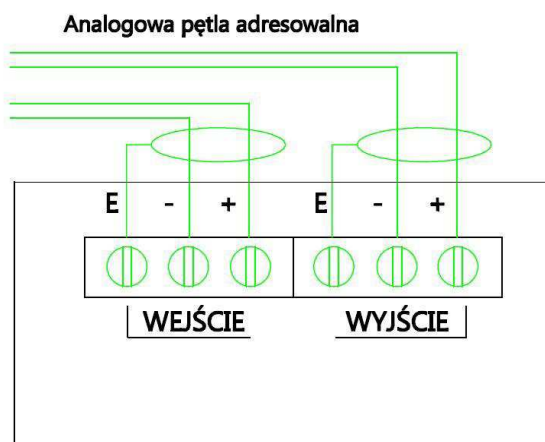 Analogowa pętla adresowalna
E - + E - +
WEJŚCIE WYJŚCIE